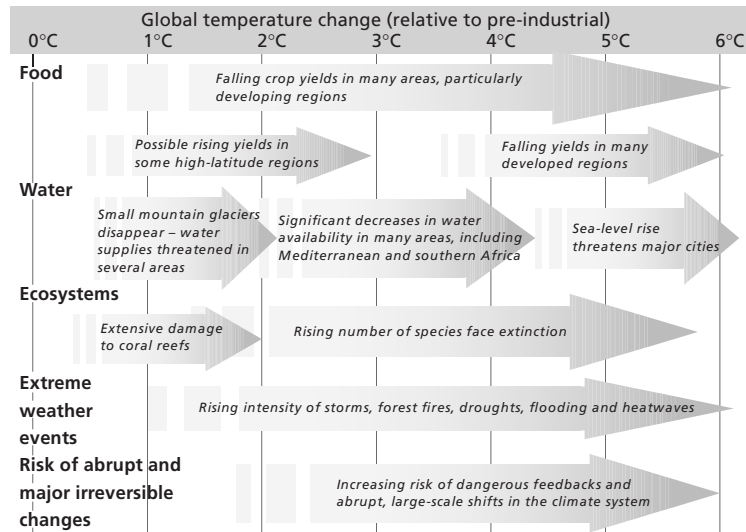 Global temperature change (relative to pre-industrial)
0°C 1°C 2°C 3°C 4°C 5°C 6°C
Food
Falling crop yields in many areas, particularly
developing regions
Possible rising yields in
some high-latitude regions
Falling yields in many
developed regions
Water
Small mountain glaciers
disappear – water
supplies threatened in
several areas
Significant decreases in water
availability in many areas, including
Mediterranean and southern Africa
Sea-level rise
threatens major cities
Ecosystems
Extensive damage
to coral reefs
Rising number of species face extinction
Extreme
weather
events
Rising intensity of storms, forest fires, droughts, flooding and heatwaves
Risk of abrupt and
major irreversible
changes
Increasing risk of dangerous feedbacks and
abrupt, large-scale shifts in the climate system